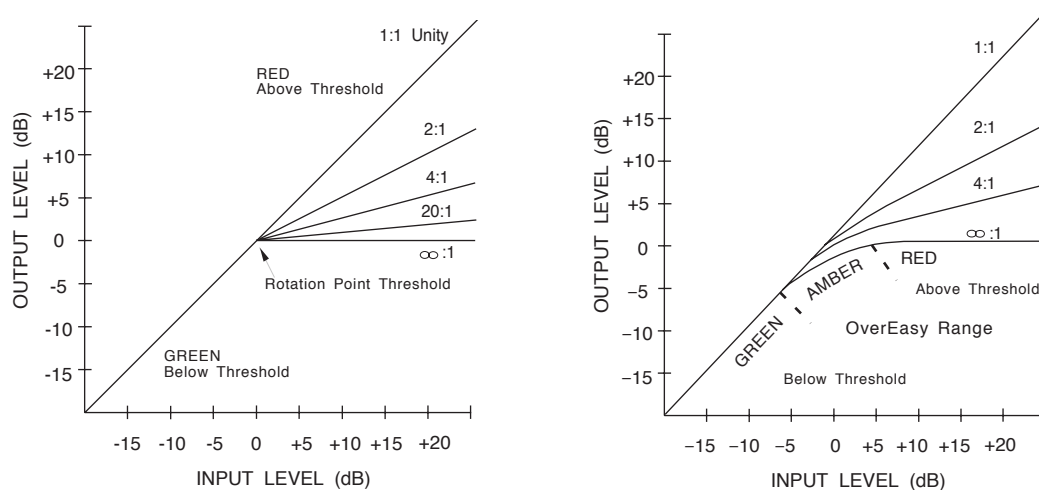 1:1 Unity
RED
Above Threshold
+20
+15
+10
+5
0
-5
-10
-15
OUTPUT LEVEL (dB)
2:1
4:1
20:1
∞:1
Rotation Point Threshold
GREEN
Below Threshold
-15 -10 -5 0 +5 +10 +15 +20
INPUT LEVEL (dB)
1:1
+20
+15
+10
+5
0
−5
−10
−15
OUTPUT LEVEL (dB)
2:1
4:1
∞:1
RED
AMBER
GREEN
Above Threshold
OverEasy Range
Below Threshold
−15 −10 −5 0 +5 +10 +15 +20
INPUT LEVEL (dB)